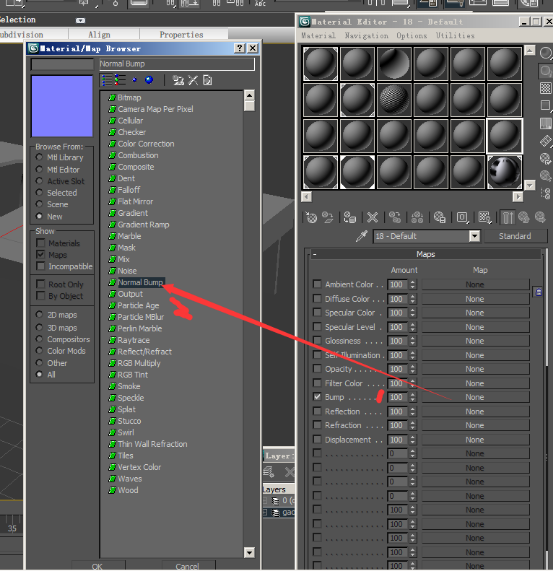 Selection
ubdivision
Align
Properties
Material/Map Browser
Normal Bump
Browse From:
Mtl Library
Mtl Editor
Active Slot
Selected
Scene
New
Show
Materials
Maps
Incompatible
Root Only
By Object
2D maps
3D maps
Compositors
Color Mods
Other
All
Bitmap
Camera Map Per Pixel
Cellular
Checker
Color Correction
Combustion
Composite
Dent
Falloff
Flat Mirror
Gradient
Gradient Ramp
Marble
Mask
Mix
Noise
Normal Bump
Output
Particle Age
Particle MBlur
Perlin Marble
Raytrace
Reflect/Refract
RGB Multiply
RGB Tint
Smoke
Speckle
Splat
Stucco
Swirl
Thin Wall Refraction
Tiles
Vertex Color
Waves
Wood
OK
Cancel
35
Layer:
Layers
0 (
Material Editor - 18 - Default
Material Navigation Options Utilities
18 - Default
Standard
Maps
Amount Map
Ambient Color . . 100 None
Diffuse Color . . . 100 None
Specular Color . 100 None
Specular Level . 100 None
Glossiness . . . . 100 None
Self-Illumination . 100 None
Opacity . . . . . . 100 None
Filter Color . . . . 100 None
Bump . . . . . . . 100 None
Reflection . . . . 100 None
Refraction . . . . 100 None
Displacement . . 100 None
. . . . . . . . . . . 0 None
. . . . . . . . . . . 0 None
. . . . . . . . . . . 0 None
. . . . . . . . . . . 0 None
. . . . . . . . . . . 100 None
. . . . . . . . . . . 100 None
. . . . . . . . . . . 100 None
. . . . . . . . . . . 100 None
. . . . . . . . . . . 100 None